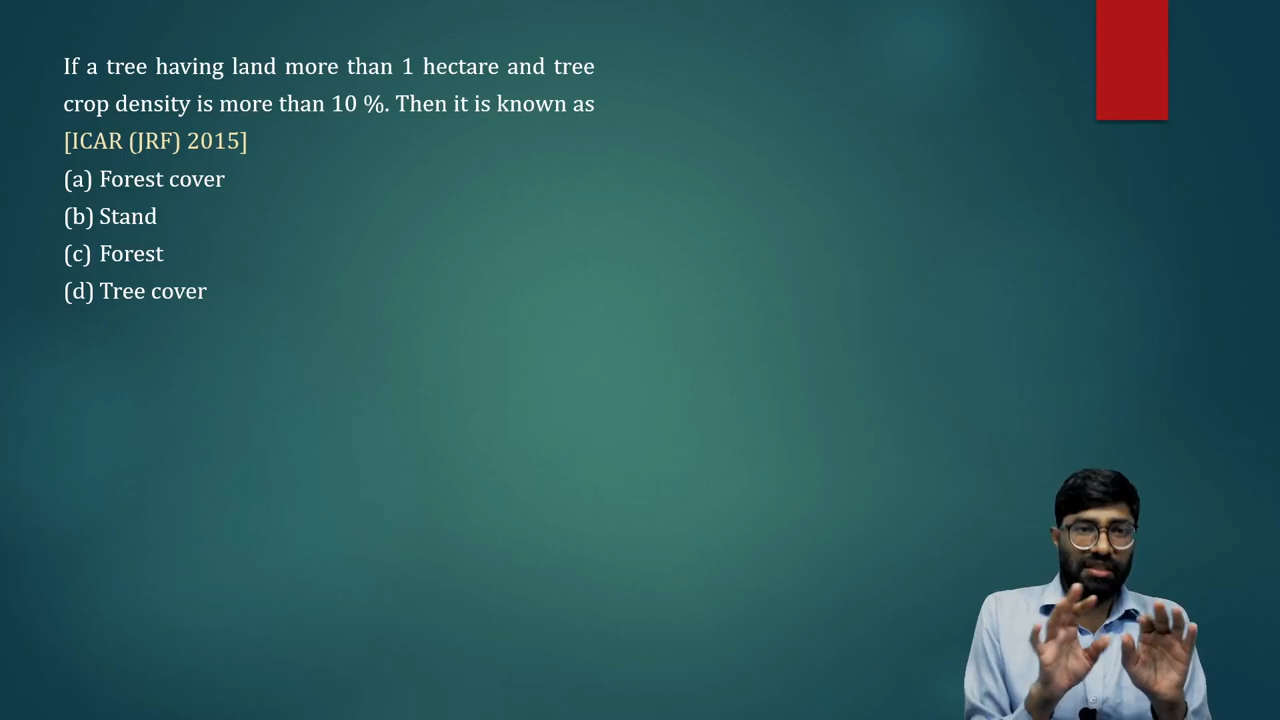 If a tree having land more than 1 hectare and tree
crop density is more than 10 %. Then it is known as
[ICAR (JRF) 2015]
(a) Forest cover
(b) Stand
(c) Forest
(d) Tree cover